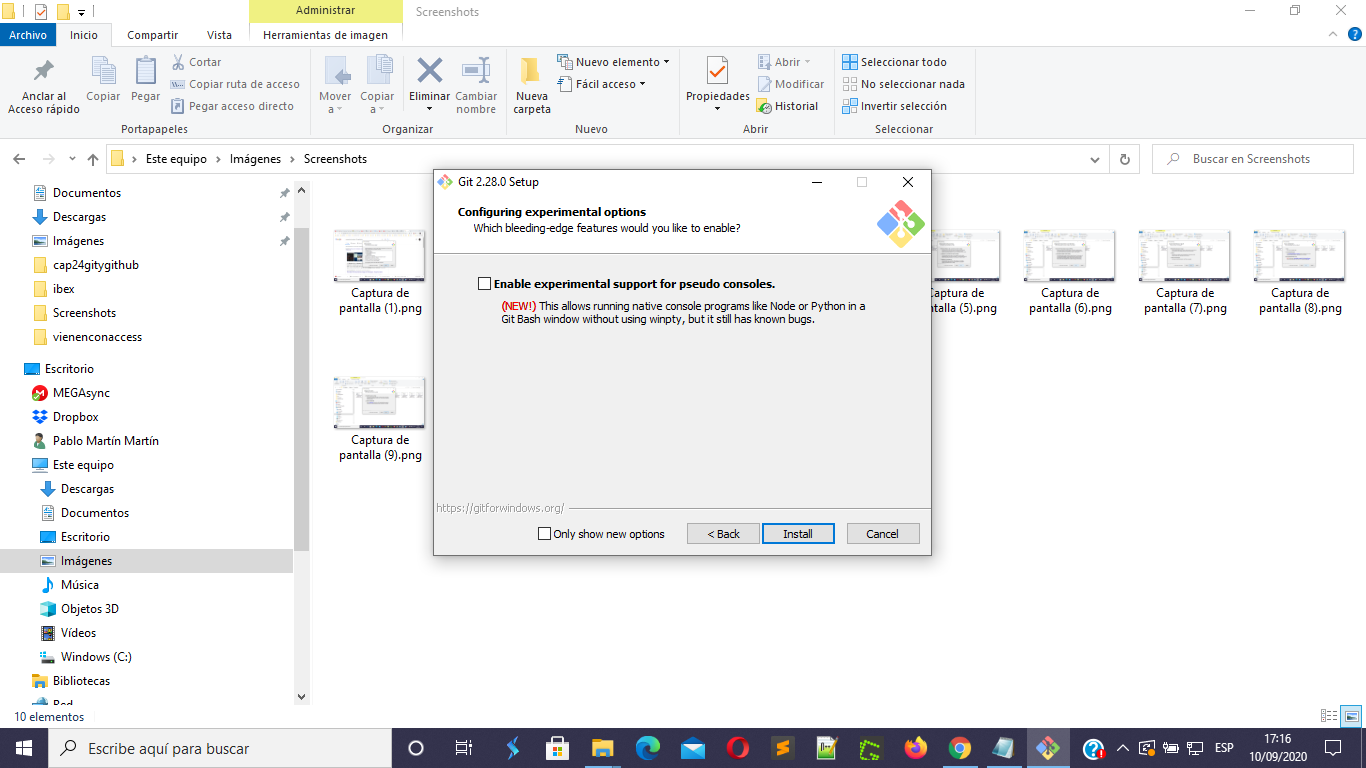 Administrar
Screenshots
Archivo
Inicio
Compartir
Vista
Herramientas de imagen
Anclar al
Acceso rápido
Copiar
Pegar
Cortar
Copiar ruta de acceso
Pegar acceso directo
Portapapeles
Mover
a
Copiar
a
Eliminar
Cambiar
nombre
Organizar
Nueva
carpeta
Nuevo elemento
Fácil acceso
Nuevo
Propiedades
Abrir
Modificar
Historial
Abrir
Seleccionar todo
No seleccionar nada
Invertir selección
Seleccionar
Este equipo > Imágenes > Screenshots
Buscar en Screenshots
Documentos
Descargas
Imágenes
cap24gitygithub
ibex
Screenshots
vienenconaccess
Escritorio
MEGAsync
Dropbox
Pablo Martín Martín
Este equipo
Descargas
Documentos
Escritorio
Imágenes
Música
Objetos 3D
Vídeos
Windows (C:)
Bibliotecas
Red
Captura de
pantalla (1).png
Captura de
pantalla (5).png
Captura de
pantalla (6).png
Captura de
pantalla (7).png
Captura de
pantalla (8).png
Captura de
pantalla (9).png
Git 2.28.0 Setup
Configuring experimental options
Which bleeding-edge features would you like to enable?
Enable experimental support for pseudo consoles.
(NEW!) This allows running native console programs like Node or Python in a
Git Bash window without using winpty, but it still has known bugs.
https://gitforwindows.org/
Only show new options
< Back
Install
Cancel
10 elementos
Escribe aquí para buscar
ESP
17:16
10/09/2020